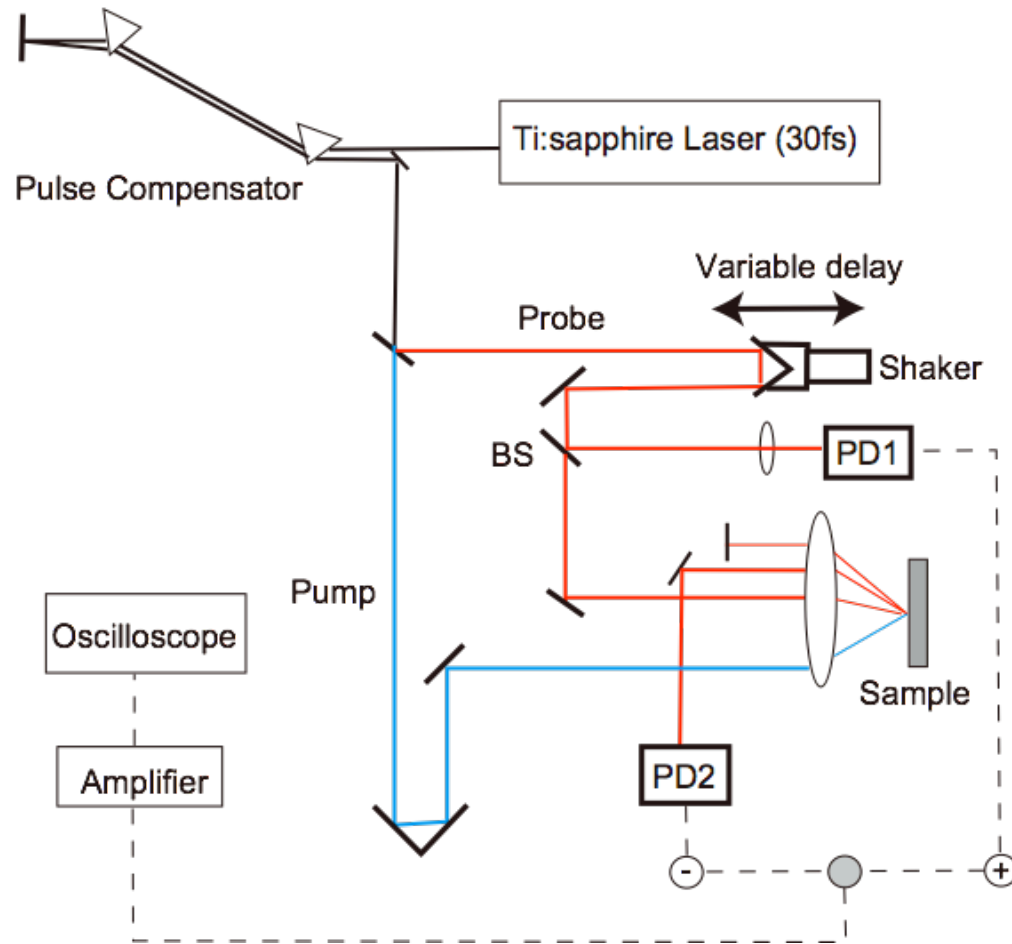 Ti:sapphire Laser (30fs)
Pulse Compensator
Variable delay
Probe
Shaker
BS
PD1
Pump
Oscilloscope
Sample
Amplifier
PD2
-
+